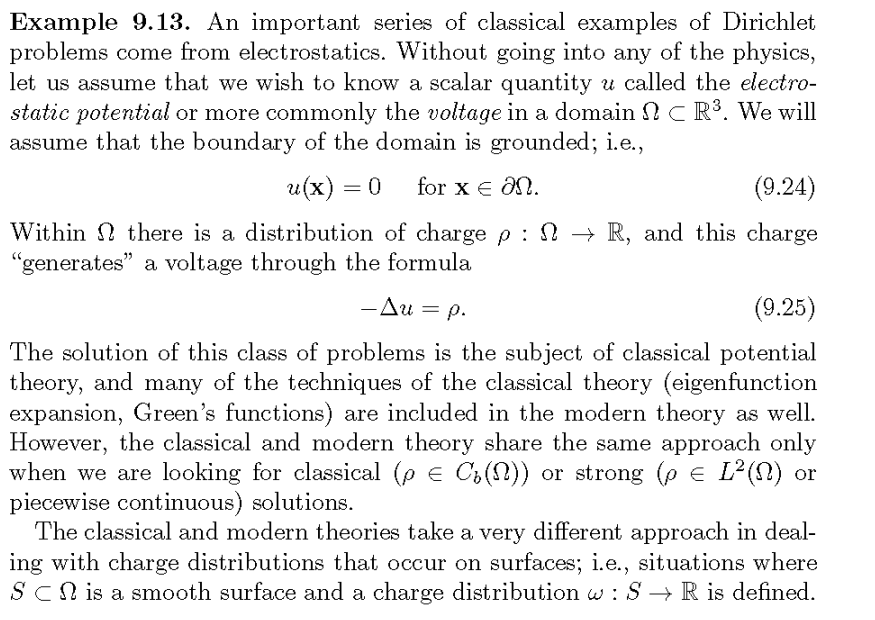 Example 9.13. An important series of classical examples of Dirichlet
problems come from electrostatics. Without going into any of the physics,
let us assume that we wish to know a scalar quantity u called the electro-
static potential or more commonly the voltage in a domain Ω ⊂ ℝ³. We will
assume that the boundary of the domain is grounded; i.e.,
u(x) = 0 for x ∈ ∂Ω. (9.24)
Within Ω there is a distribution of charge ρ : Ω → ℝ, and this charge
“generates” a voltage through the formula
−Δu = ρ. (9.25)
The solution of this class of problems is the subject of classical potential
theory, and many of the techniques of the classical theory (eigenfunction
expansion, Green’s functions) are included in the modern theory as well.
However, the classical and modern theory share the same approach only
when we are looking for classical (ρ ∈ C_b(Ω)) or strong (ρ ∈ L²(Ω) or
piecewise continuous) solutions.
The classical and modern theories take a very different approach in deal-
ing with charge distributions that occur on surfaces; i.e., situations where
S ⊂ Ω is a smooth surface and a charge distribution ω : S → ℝ is defined.